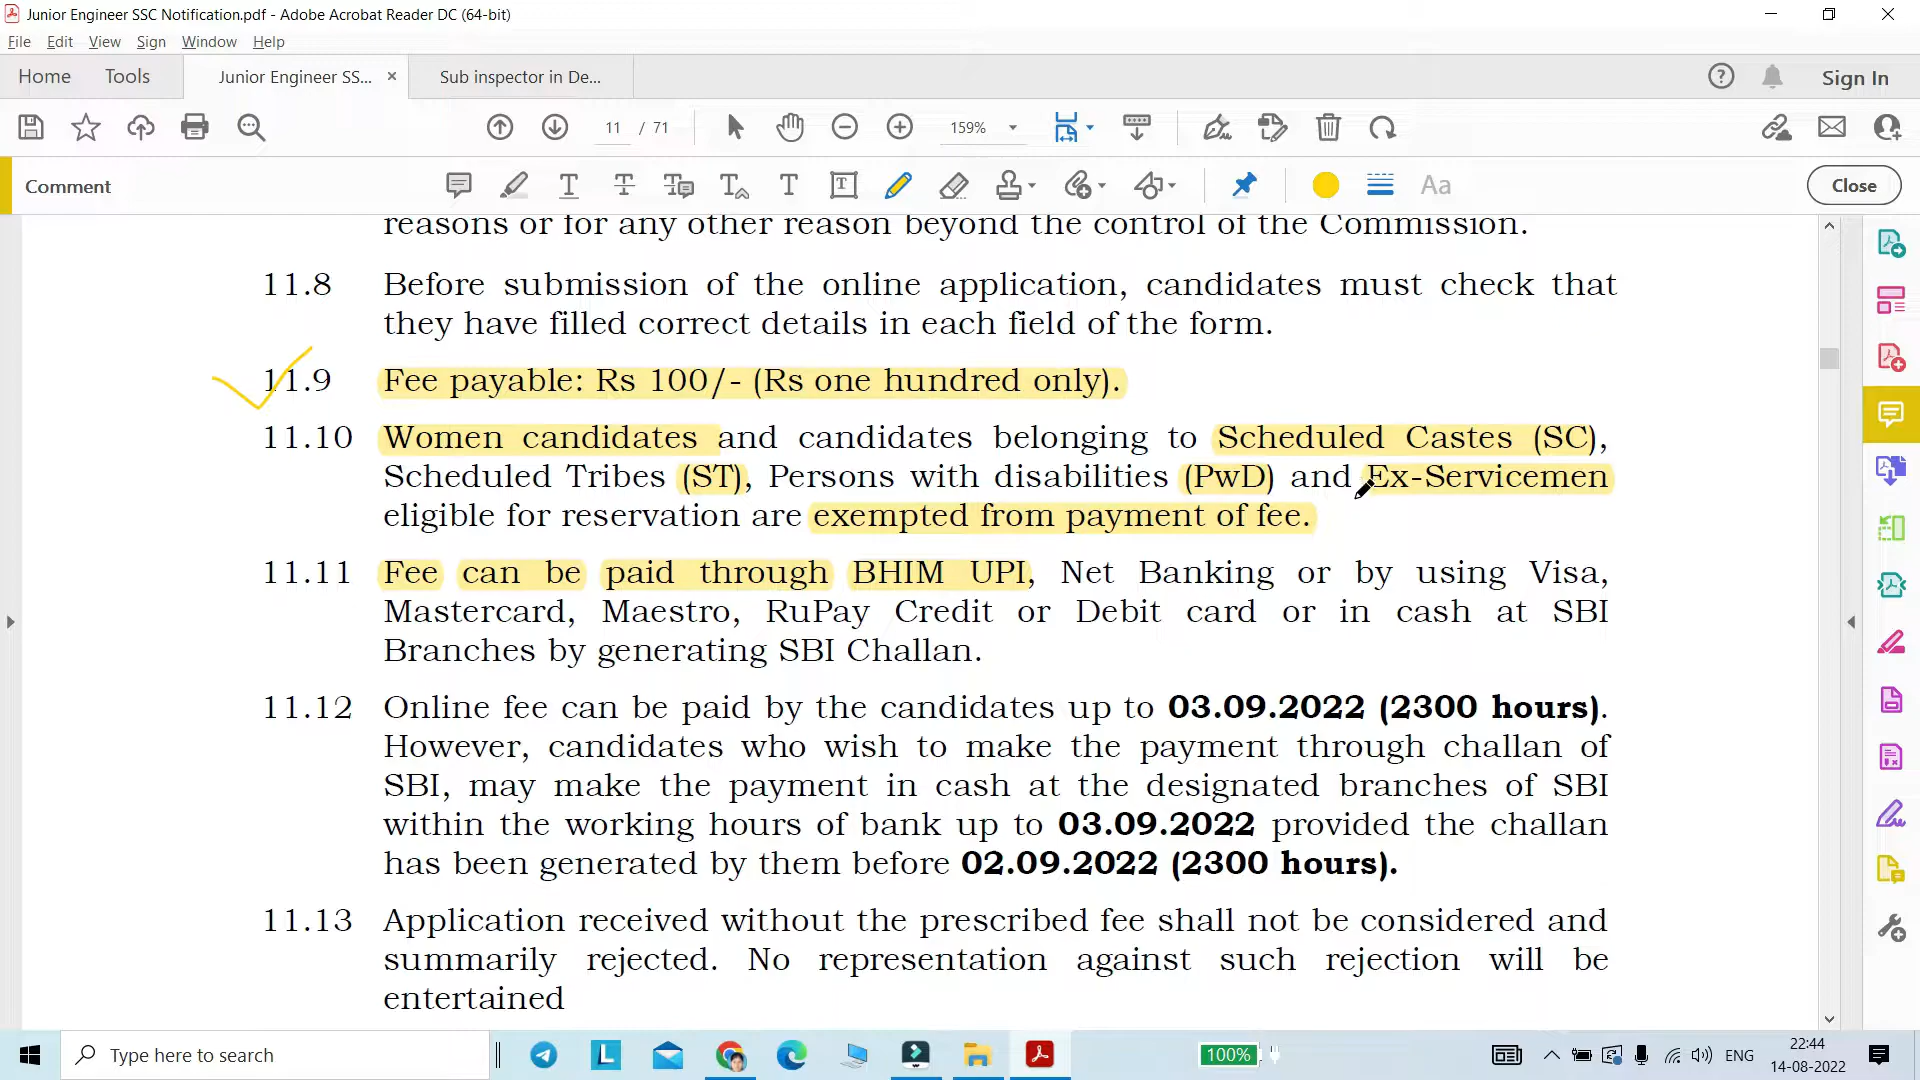 Junior Engineer SSC Notification.pdf - Adobe Acrobat Reader DC (64-bit)
File Edit View Sign Window Help
Home Tools Junior Engineer SS... × Sub inspector in De... Sign In
11 / 71 159%
Comment Aa Close
reasons or for any other reason beyond the control of the Commission.
11.8 Before submission of the online application, candidates must check that
they have filled correct details in each field of the form.
11.9 Fee payable: Rs 100/- (Rs one hundred only).
11.10 Women candidates and candidates belonging to Scheduled Castes (SC),
Scheduled Tribes (ST), Persons with disabilities (PwD) and Ex-Servicemen
eligible for reservation are exempted from payment of fee.
11.11 Fee can be paid through BHIM UPI, Net Banking or by using Visa,
Mastercard, Maestro, RuPay Credit or Debit card or in cash at SBI
Branches by generating SBI Challan.
11.12 Online fee can be paid by the candidates up to 03.09.2022 (2300 hours).
However, candidates who wish to make the payment through challan of
SBI, may make the payment in cash at the designated branches of SBI
within the working hours of bank up to 03.09.2022 provided the challan
has been generated by them before 02.09.2022 (2300 hours).
11.13 Application received without the prescribed fee shall not be considered and
summarily rejected. No representation against such rejection will be
entertained
Type here to search L 100% ENG 22:44
14-08-2022